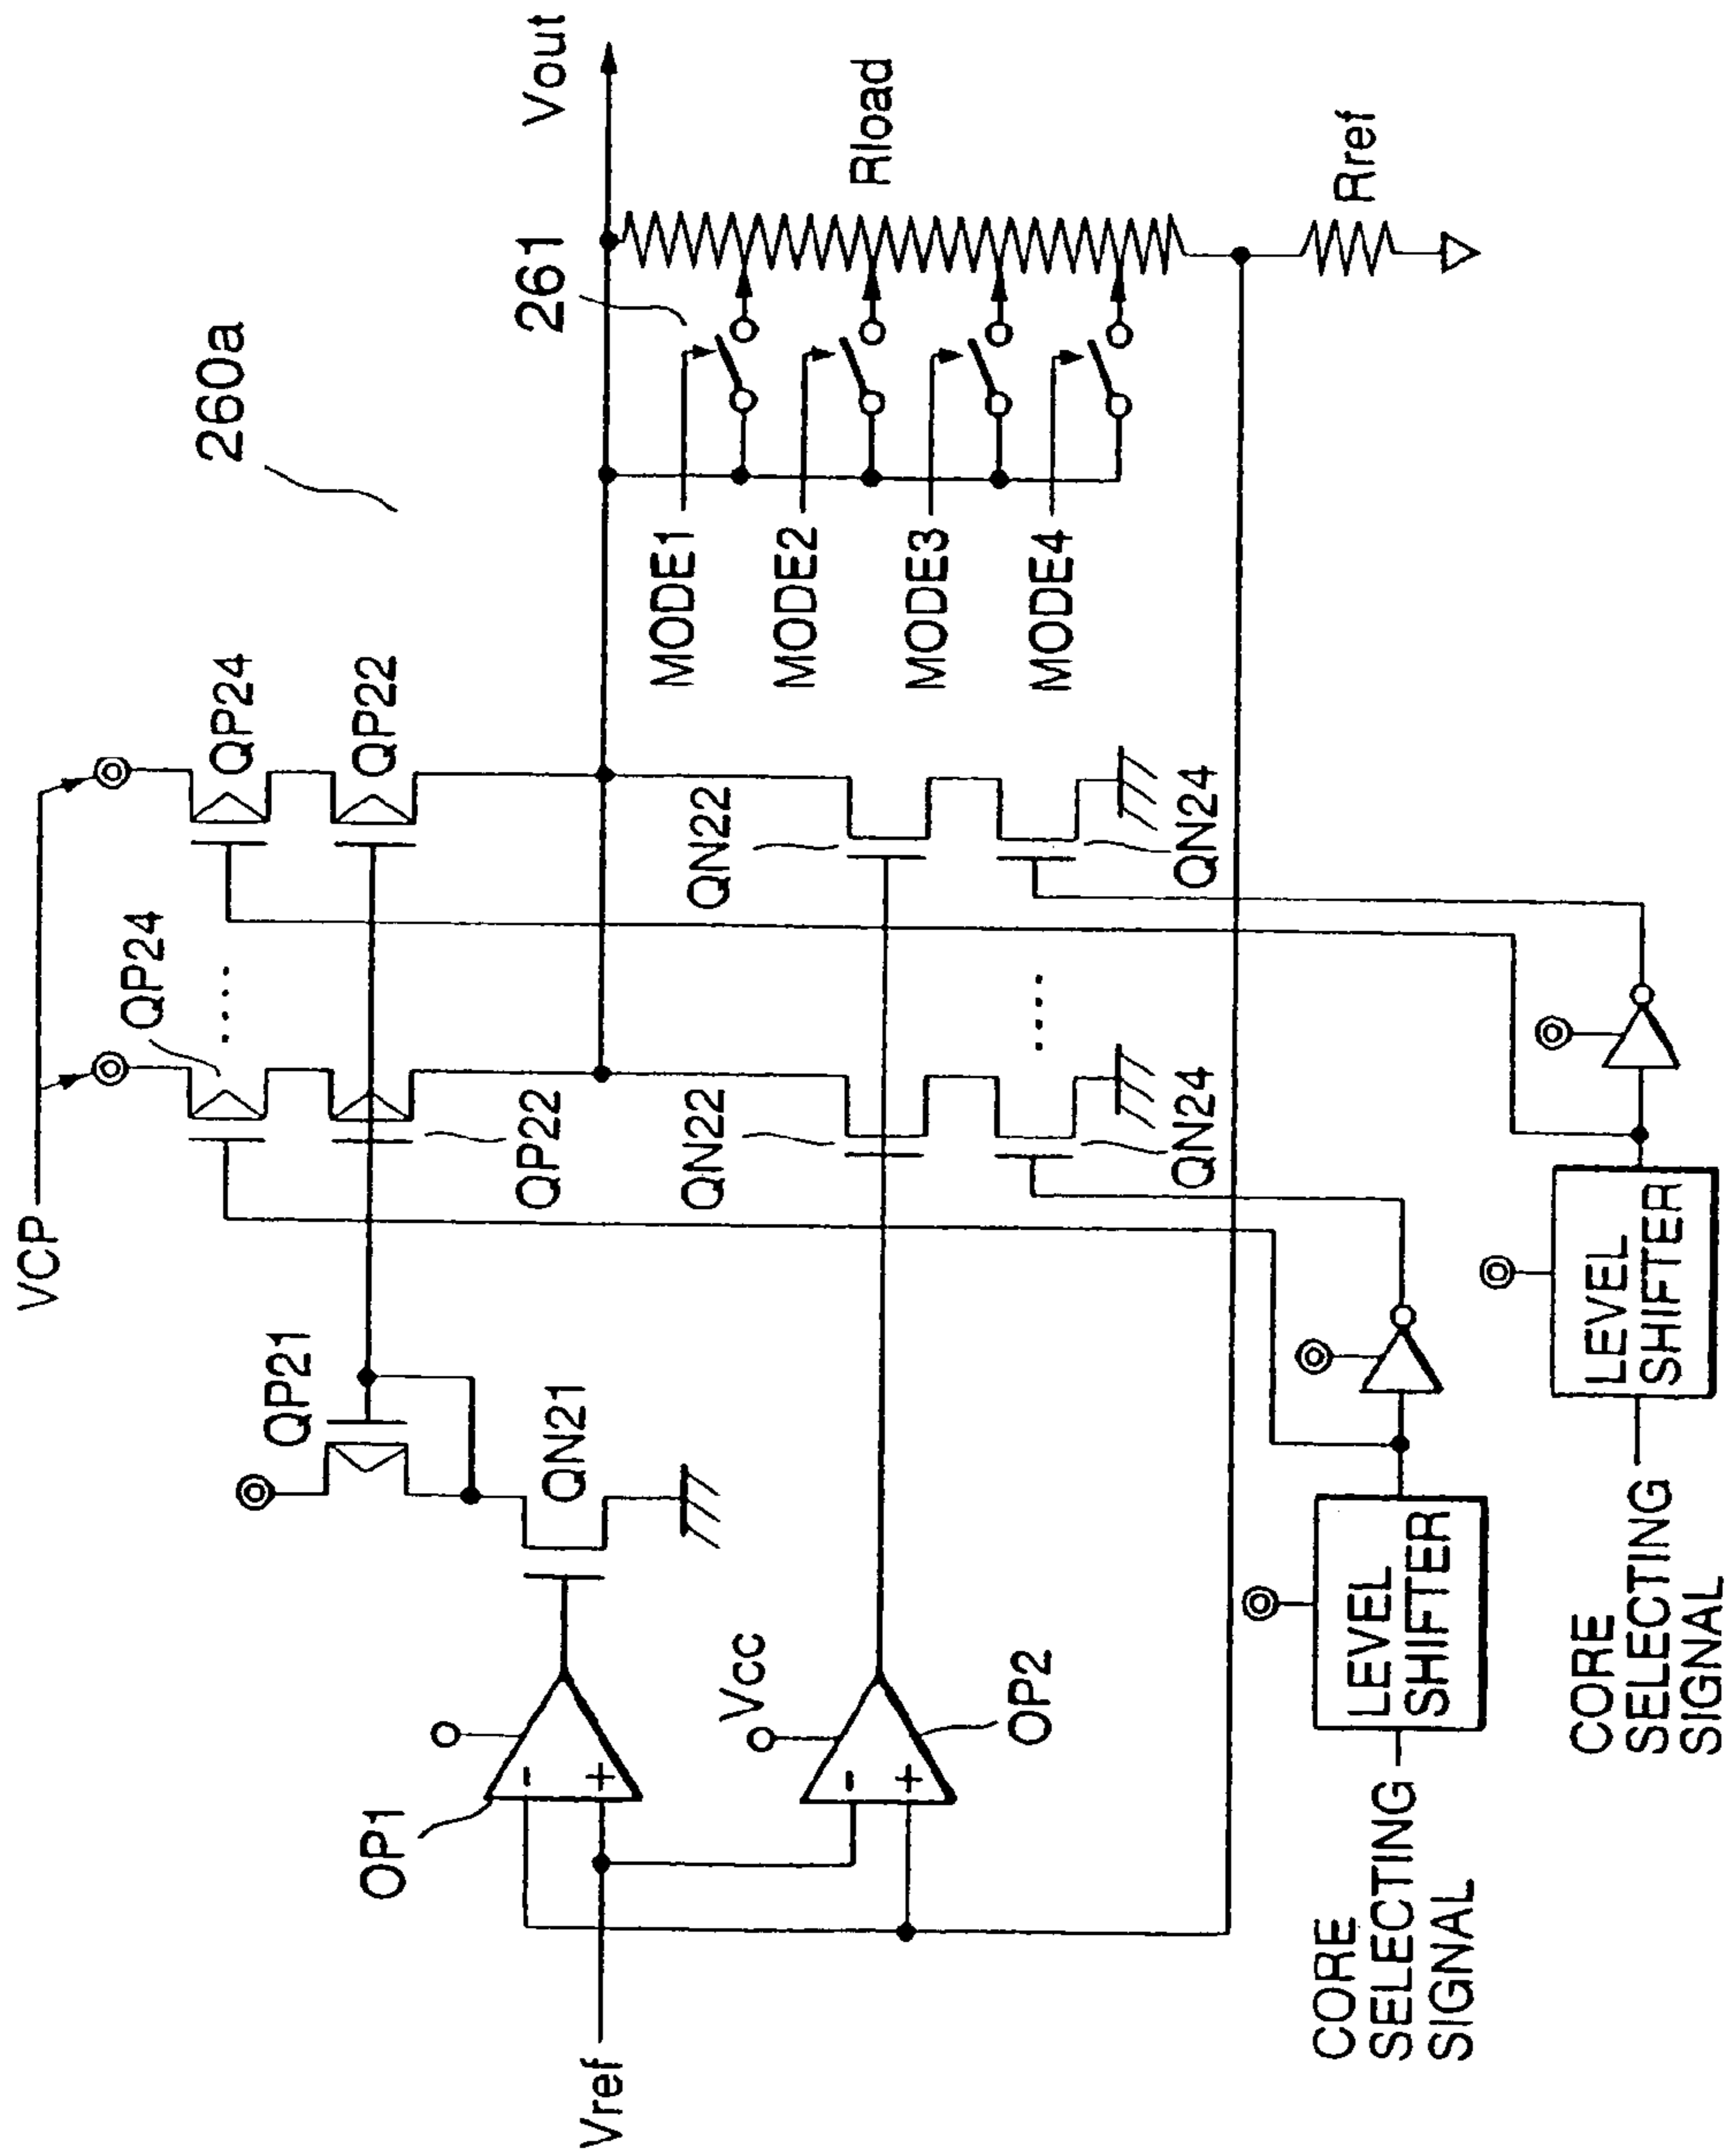 260a
VCP
QP24
QP24
QP21
QP22
QP22
261
Vout
QN21
OP1
Vref
QN22
QN22
MODE1
MODE2
MODE3
MODE4
Rload
Vcc
OP2
-
+
-
+
QN24
QN24
Rref
LEVEL
SHIFTER
LEVEL
SHIFTER
CORE
SELECTING
SIGNAL
CORE
SELECTING
SIGNAL